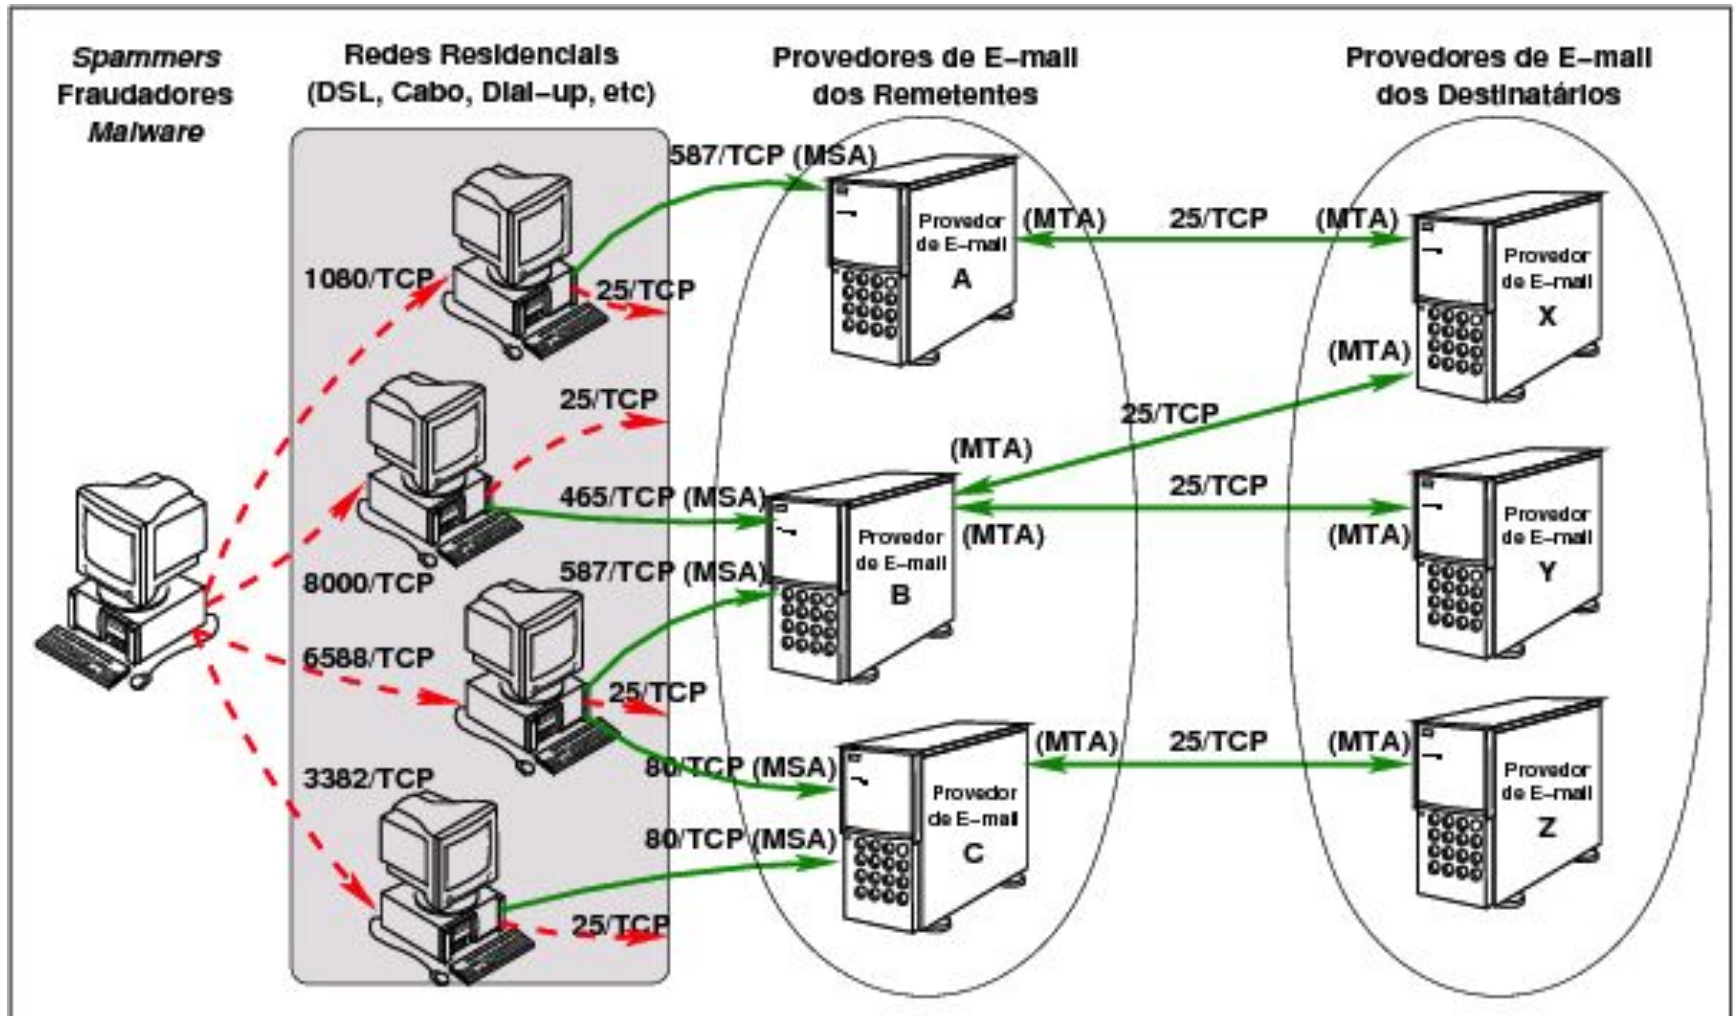 Spammers
Fraudadores
Malware
Redes Residenciais
(DSL, Cabo, Dial-up, etc)
Provedores de E-mail
dos Remetentes
Provedores de E-mail
dos Destinatários
587/TCP (MSA)
1080/TCP
25/TCP
Provedor
de E-mail
A
(MTA)
25/TCP
(MTA)
Provedor
de E-mail
X
(MTA)
25/TCP
25/TCP
(MTA)
465/TCP (MSA)
25/TCP
(MTA)
(MTA)
Provedor
de E-mail
B
Provedor
de E-mail
Y
8000/TCP
587/TCP (MSA)
6588/TCP
25/TCP
3382/TCP
80/TCP (MSA)
(MTA)
25/TCP
(MTA)
Provedor
de E-mail
C
Provedor
de E-mail
Z
80/TCP (MSA)
25/TCP